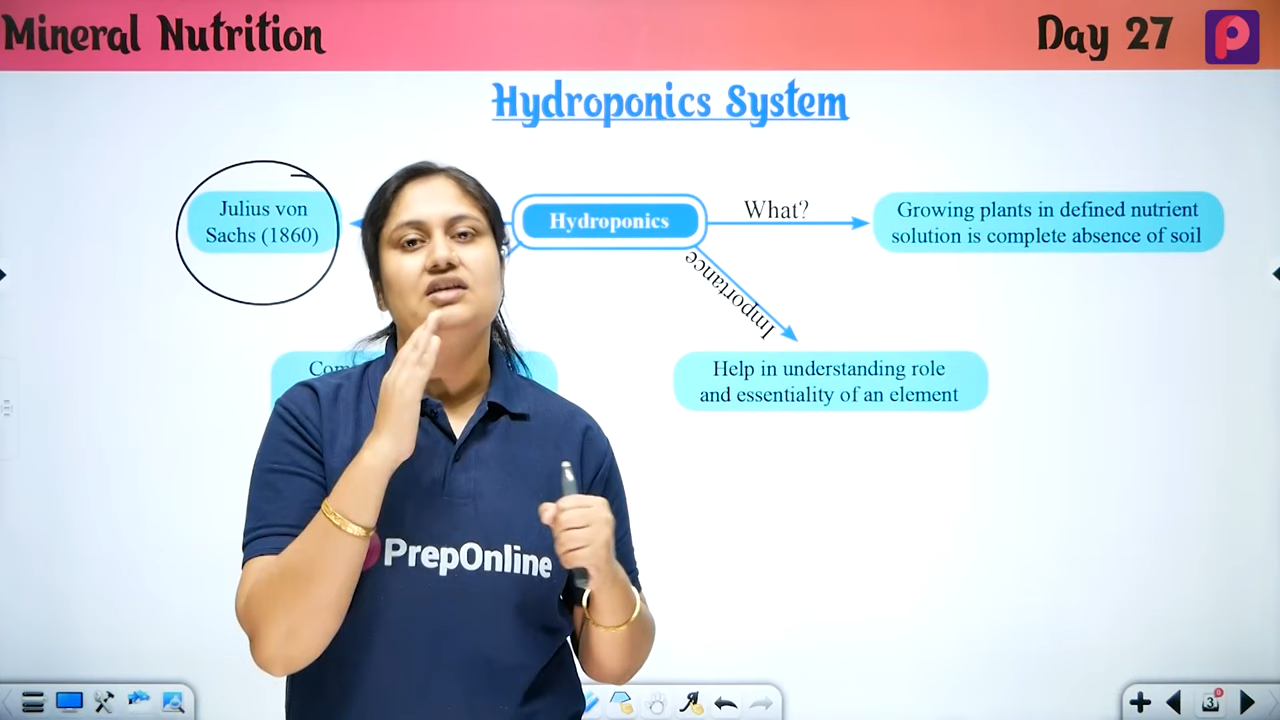 Mineral Nutrition
Day 27
Hydroponics System
Julius von
Sachs (1860)
Hydroponics
What?
Growing plants in defined nutrient
solution is complete absence of soil
Importance
Help in understanding role
and essentiality of an element
PrepOnline
3